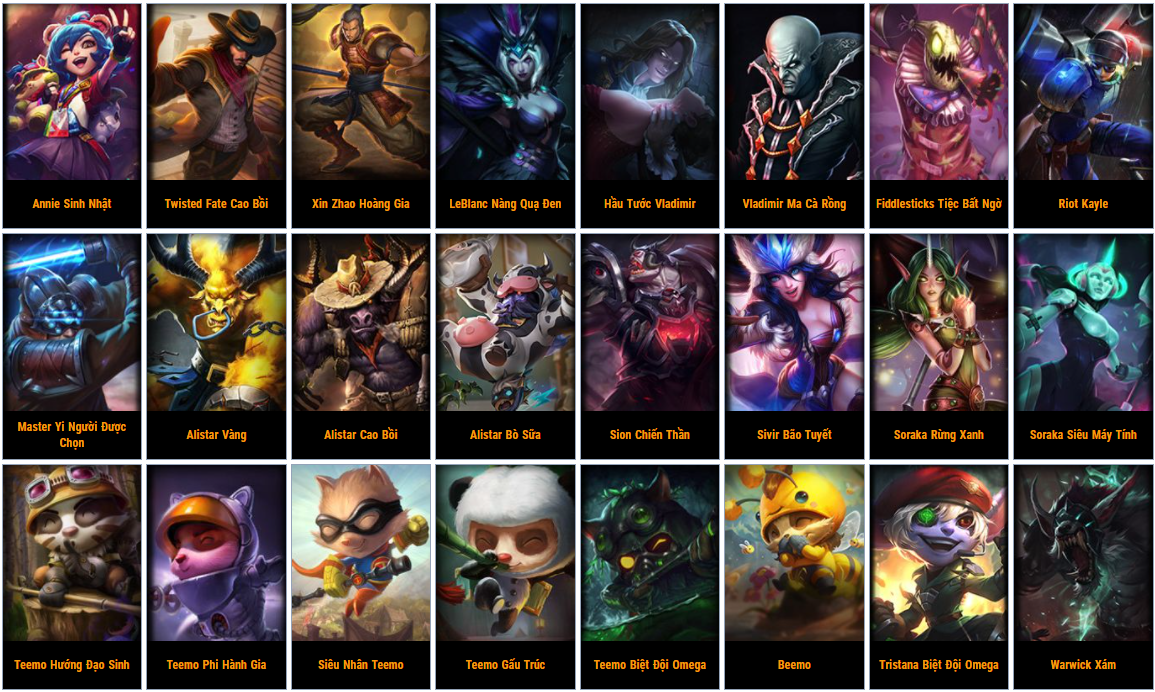 Annie Sinh Nhật
Twisted Fate Cao Bồi
Xin Zhao Hoàng Gia
LeBlanc Nàng Quạ Đen
Hầu Tước Vladimir
Vladimir Ma Cà Rồng
Fiddlesticks Tiệc Bất Ngờ
Riot Kayle
Master Yi Người Được
Chọn
Alistar Vàng
Alistar Cao Bồi
Alistar Bò Sữa
Sion Chiến Thần
Sivir Bão Tuyết
Soraka Rừng Xanh
Soraka Siêu Máy Tính
Teemo Hướng Đạo Sinh
Teemo Phi Hành Gia
Siêu Nhân Teemo
Teemo Gấu Trúc
Teemo Biệt Đội Omega
Beemo
Tristana Biệt Đội Omega
Warwick Xám